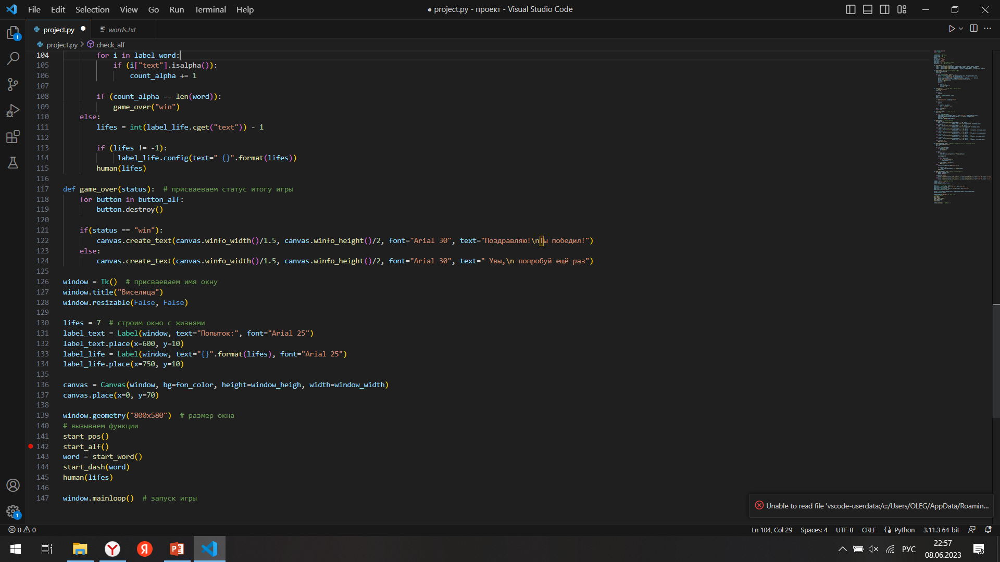 File Edit Selection View Go Run Terminal Help
● project.py - проект - Visual Studio Code
project.py ● words.txt
project.py > check_alf
104 for i in label_word:
105 if (i["text"].isalpha()):
106 count_alpha += 1
107
108 if (count_alpha == len(word)):
109 game_over("win")
110 else:
111 lifes = int(label_life.cget("text")) - 1
112
113 if (lifes != -1):
114 label_life.config(text=" {}".format(lifes))
115 human(lifes)
116
117 def game_over(status):  # присваеваем статус итогу игры
118 for button in button_alf:
119 button.destroy()
120
121 if(status == "win"):
122 canvas.create_text(canvas.winfo_width()/1.5, canvas.winfo_height()/2, font="Arial 30", text="Поздравляю!\nТы победил!")
123 else:
124 canvas.create_text(canvas.winfo_width()/1.5, canvas.winfo_height()/2, font="Arial 30", text=" Увы,\n попробуй ещё раз")
125
126 window = Tk()  # присваеваем имя окну
127 window.title("Виселица")
128 window.resizable(False, False)
129
130 lifes = 7  # строим окно с жизнями
131 label_text = Label(window, text="Попыток:", font="Arial 25")
132 label_text.place(x=600, y=10)
133 label_life = Label(window, text="{}".format(lifes), font="Arial 25")
134 label_life.place(x=750, y=10)
135
136 canvas = Canvas(window, bg=fon_color, height=window_heigh, width=window_width)
137 canvas.place(x=0, y=70)
138
139 window.geometry("800x580")  # размер окна
140 # вызываем функции
141 start_pos()
142 start_alf()
143 word = start_word()
144 start_dash(word)
145 human(lifes)
146
147 window.mainloop()  # запуск игры
Unable to read file 'vscode-userdata:/c:/Users/OLEG/AppData/Roamin...
1
1
0 0
Ln 104, Col 29 Spaces: 4 UTF-8 CRLF Python 3.11.3 64-bit
Я P
РУС
22:57
08.06.2023